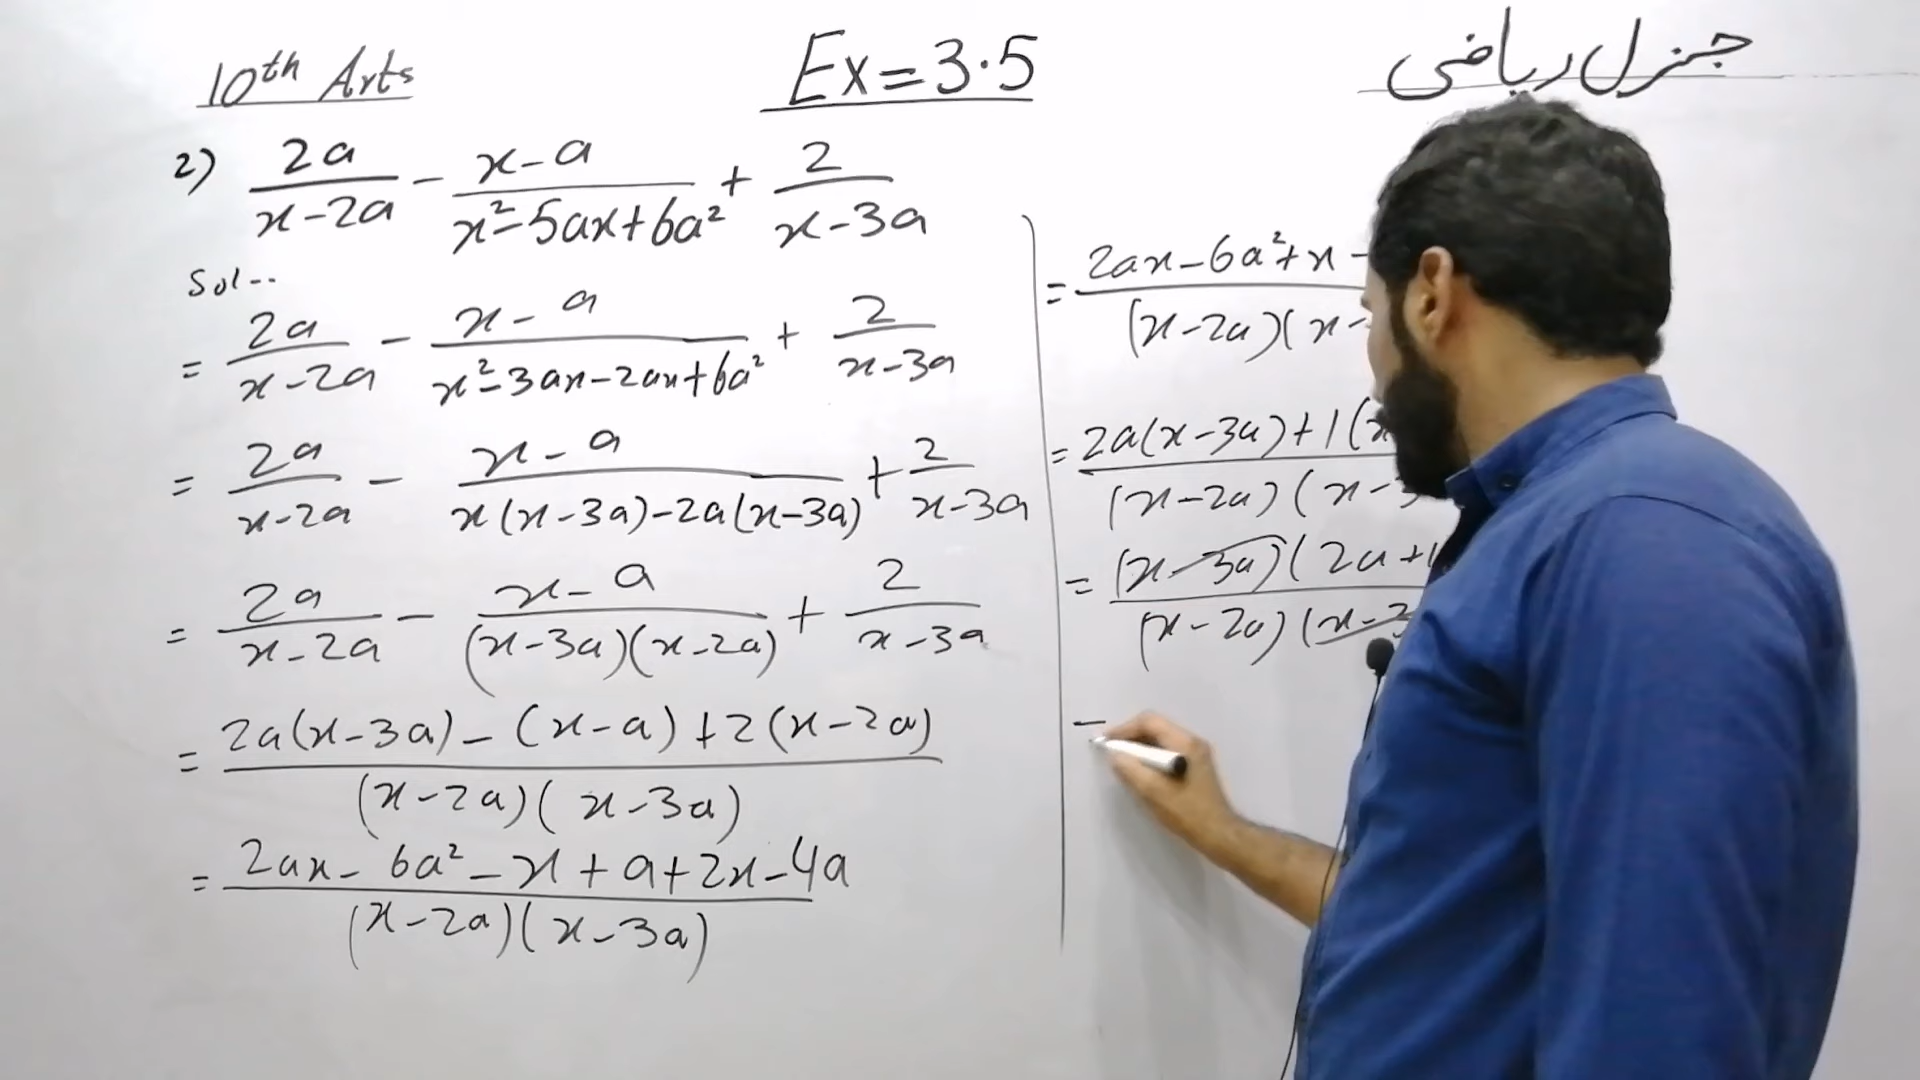 10th Arts Ex=3.5 جنرل ریاضی
2) 2a/(x-2a) - (x-a)/(x²-5ax+6a²) + 2/(x-3a)
Sol--
= 2a/(x-2a) - (x-a)/(x²-3ax-2ax+6a²) + 2/(x-3a)
= 2a/(x-2a) - (x-a)/(x(x-3a)-2a(x-3a)) + 2/(x-3a)
= 2a/(x-2a) - (x-a)/((x-3a)(x-2a)) + 2/(x-3a)
= 2a(x-3a)-(x-a)+2(x-2a)
(x-2a)(x-3a)
= 2ax-6a²-x+a+2x-4a
(x-2a)(x-3a)
= 2ax-6a²+x-
(x-2a)(x-
= 2a(x-3a)+1(x
(x-2a)(x-3
= (x-3a)(2a+1
(x-2a)(x-3
-